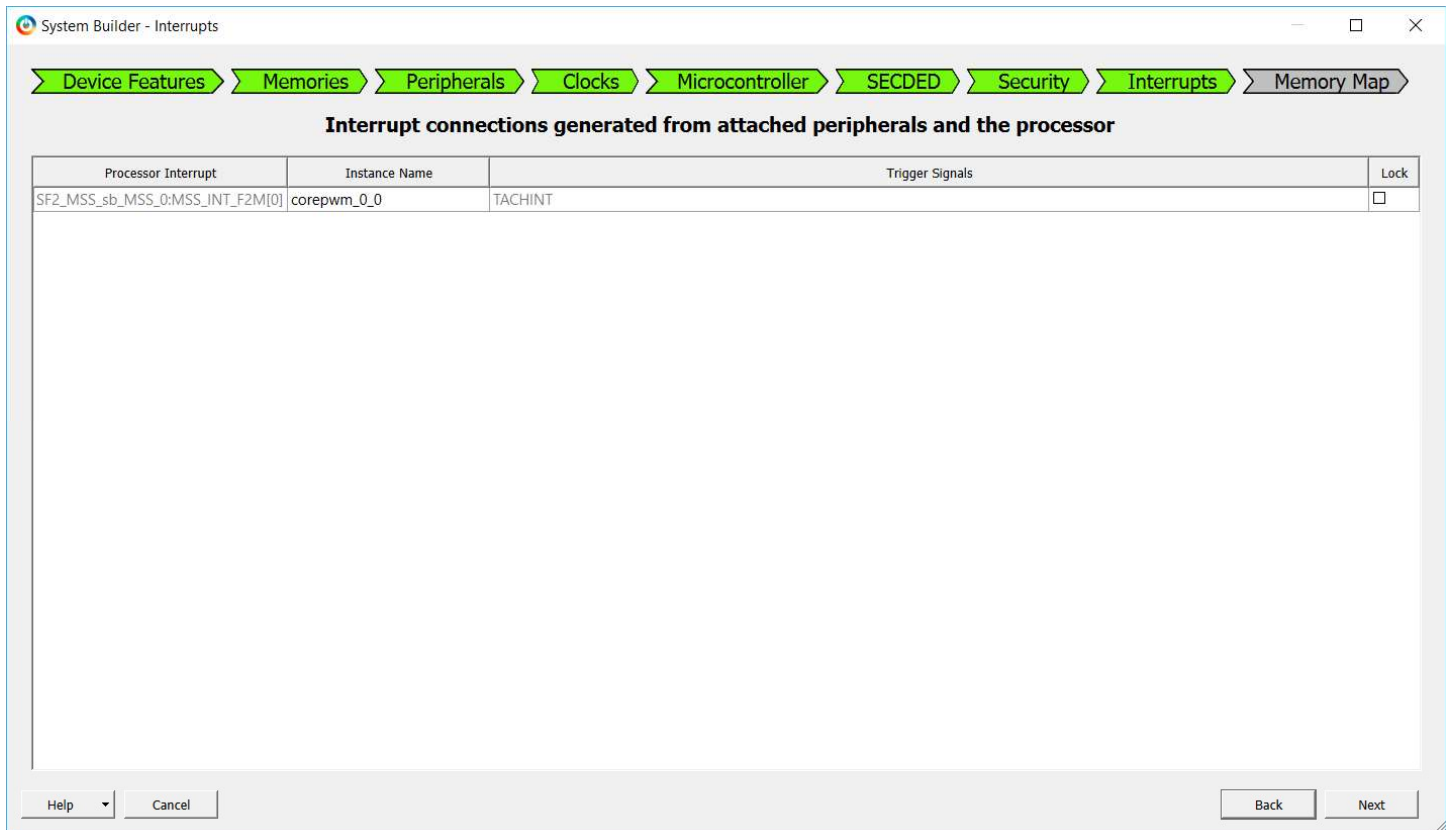 System Builder - Interrupts
Device Features Memories Peripherals Clocks Microcontroller SECDED Security Interrupts Memory Map
Interrupt connections generated from attached peripherals and the processor
Processor Interrupt Instance Name Trigger Signals Lock
SF2_MSS_sb_MSS_0:MSS_INT_F2M[0] corepwm_0_0 TACHINT
Help Cancel Back Next